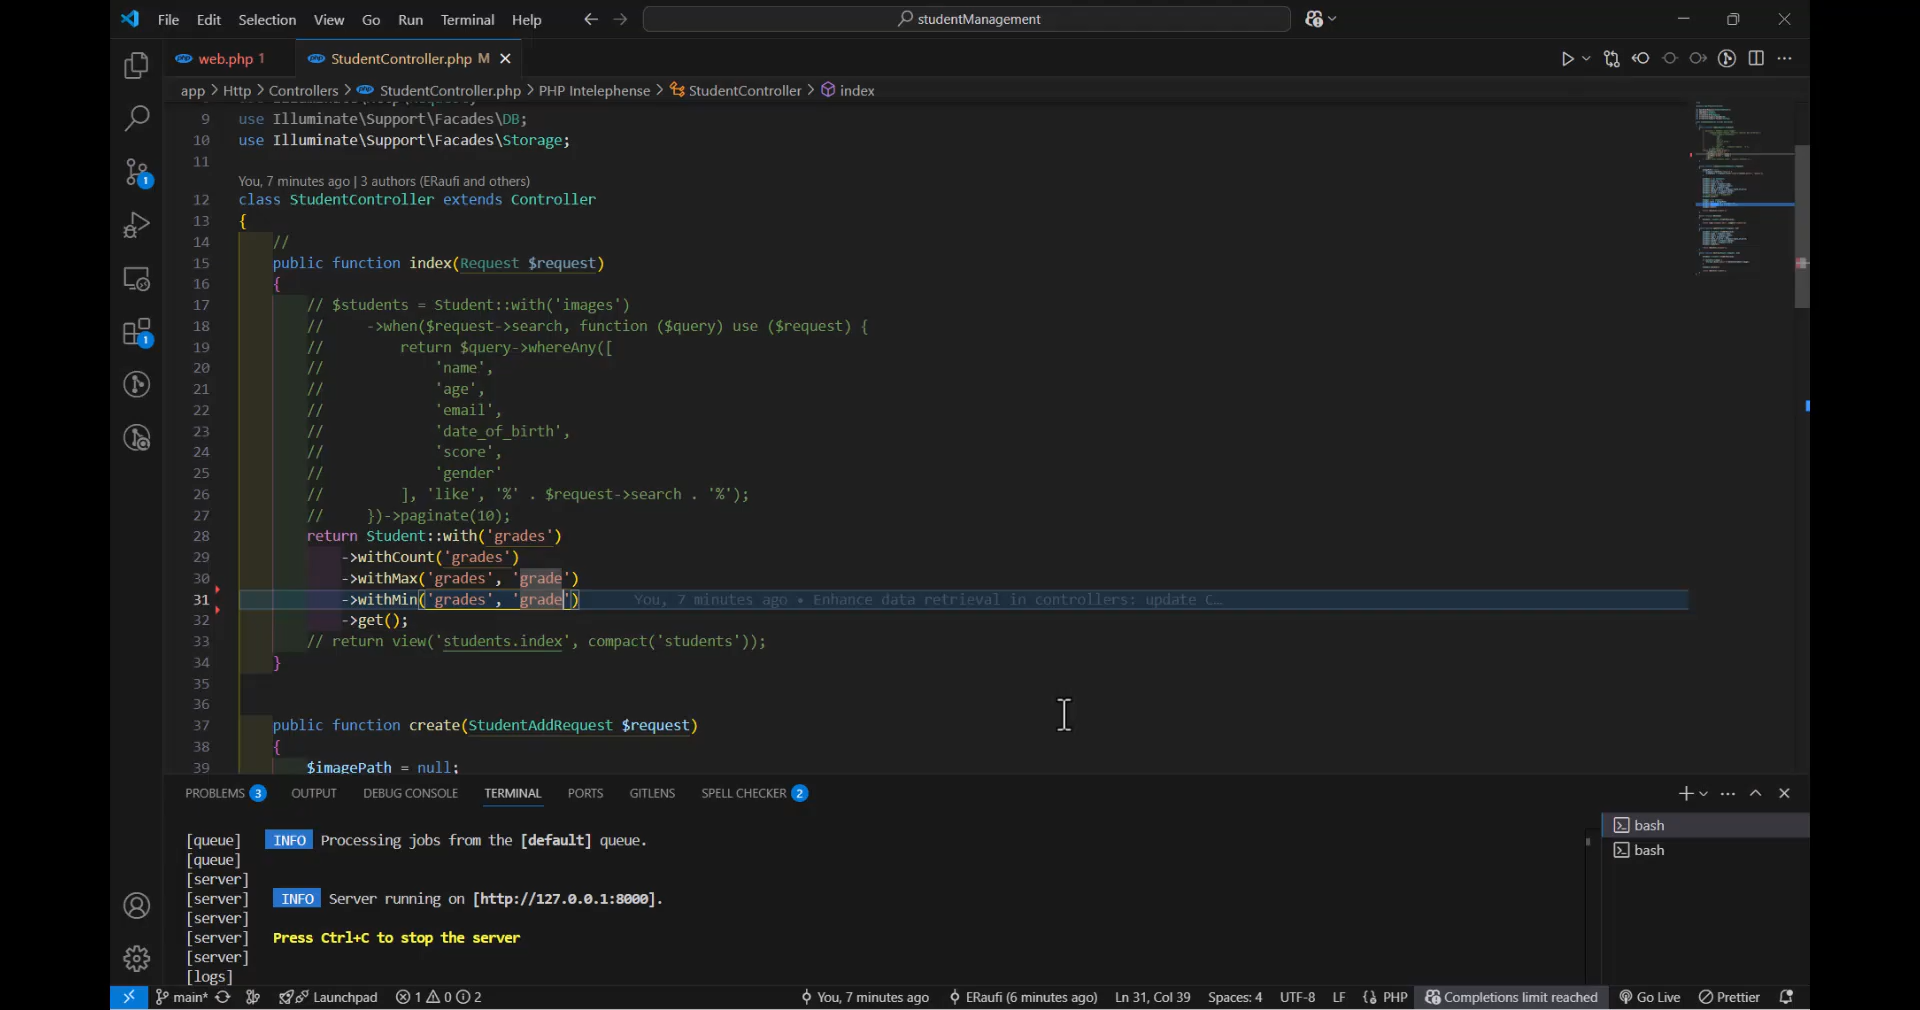 File Edit Selection View Go Run Terminal Help studentManagement
web.php 1 StudentController.php M
app > Http > Controllers > StudentController.php > PHP Intelephense > StudentController > index
9 use Illuminate\Support\Facades\DB;
10 use Illuminate\Support\Facades\Storage;
11
You, 7 minutes ago | 3 authors (ERaufi and others)
12 class StudentController extends Controller
13 {
14 //
15 public function index(Request $request)
16 {
17 // $students = Student::with('images')
18 // ->when($request->search, function ($query) use ($request) {
19 // return $query->whereAny([
20 // 'name',
21 // 'age',
22 // 'email',
23 // 'date_of_birth',
24 // 'score',
25 // 'gender'
26 // ], 'like', '%' . $request->search . '%');
27 // })->paginate(10);
28 return Student::with('grades')
29 ->withCount('grades')
30 ->withMax('grades', 'grade')
31 ->withMin('grades', 'grade') You, 7 minutes ago • Enhance data retrieval in controllers: update C…
32 ->get();
33 // return view('students.index', compact('students'));
34 }
35
36
37 public function create(StudentAddRequest $request)
38 {
39 $imagePath = null;
PROBLEMS 3 OUTPUT DEBUG CONSOLE TERMINAL PORTS GITLENS SPELL CHECKER 2
[queue] INFO Processing jobs from the [default] queue.
[queue]
[server]
[server] INFO Server running on [http://127.0.0.1:8000].
[server]
[server] Press Ctrl+C to stop the server
[server]
[logs]
bash
bash
main* Launchpad 1 0 2 You, 7 minutes ago ERaufi (6 minutes ago) Ln 31, Col 39 Spaces: 4 UTF-8 LF PHP Completions limit reached Go Live Prettier